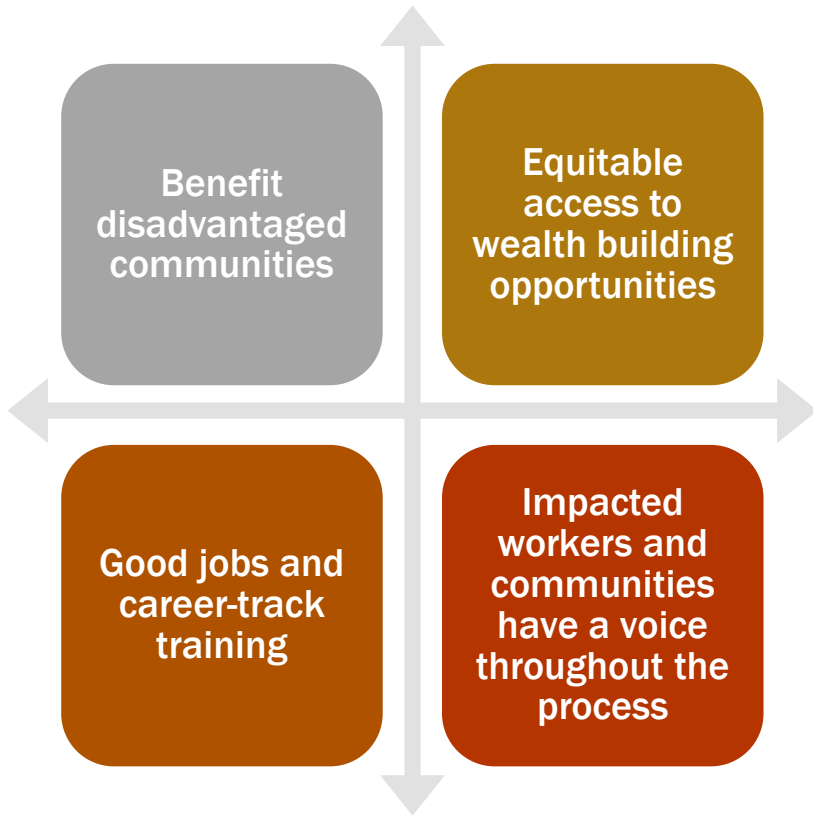 Benefit
disadvantaged
communities
Equitable
access to
wealth building
opportunities
Good jobs and
career-track
training
Impacted
workers and
communities
have a voice
throughout the
process